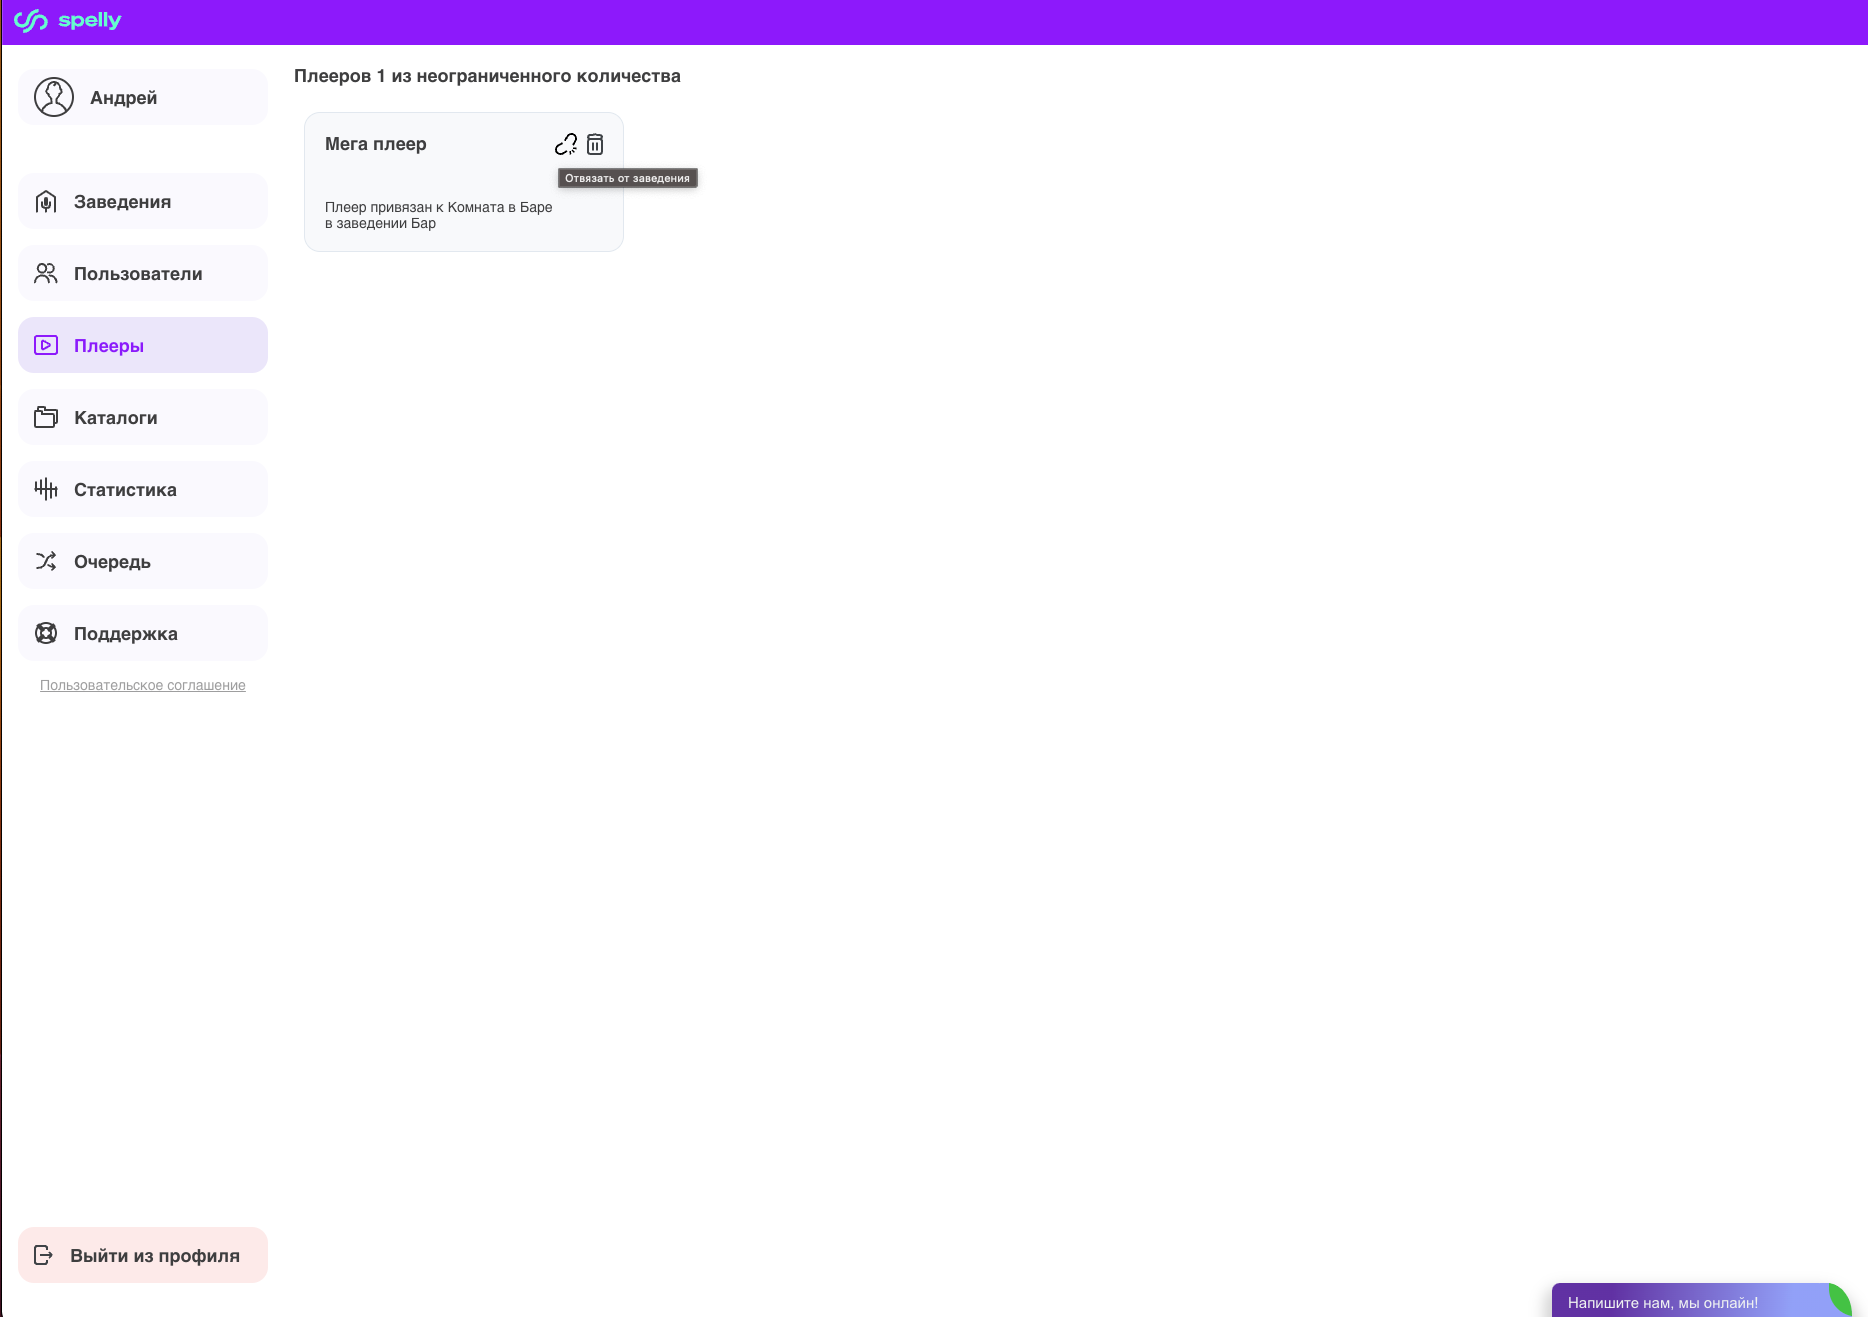 spelly
Андрей
Заведения
Пользователи
Плееры
Каталоги
Статистика
Очередь
Поддержка
Пользовательское соглашение
Выйти из профиля
Плееров 1 из неограниченного количества
Мега плеер
Отвязать от заведения
Плеер привязан к Комната в Баре
в заведении Бар
Напишите нам, мы онлайн!